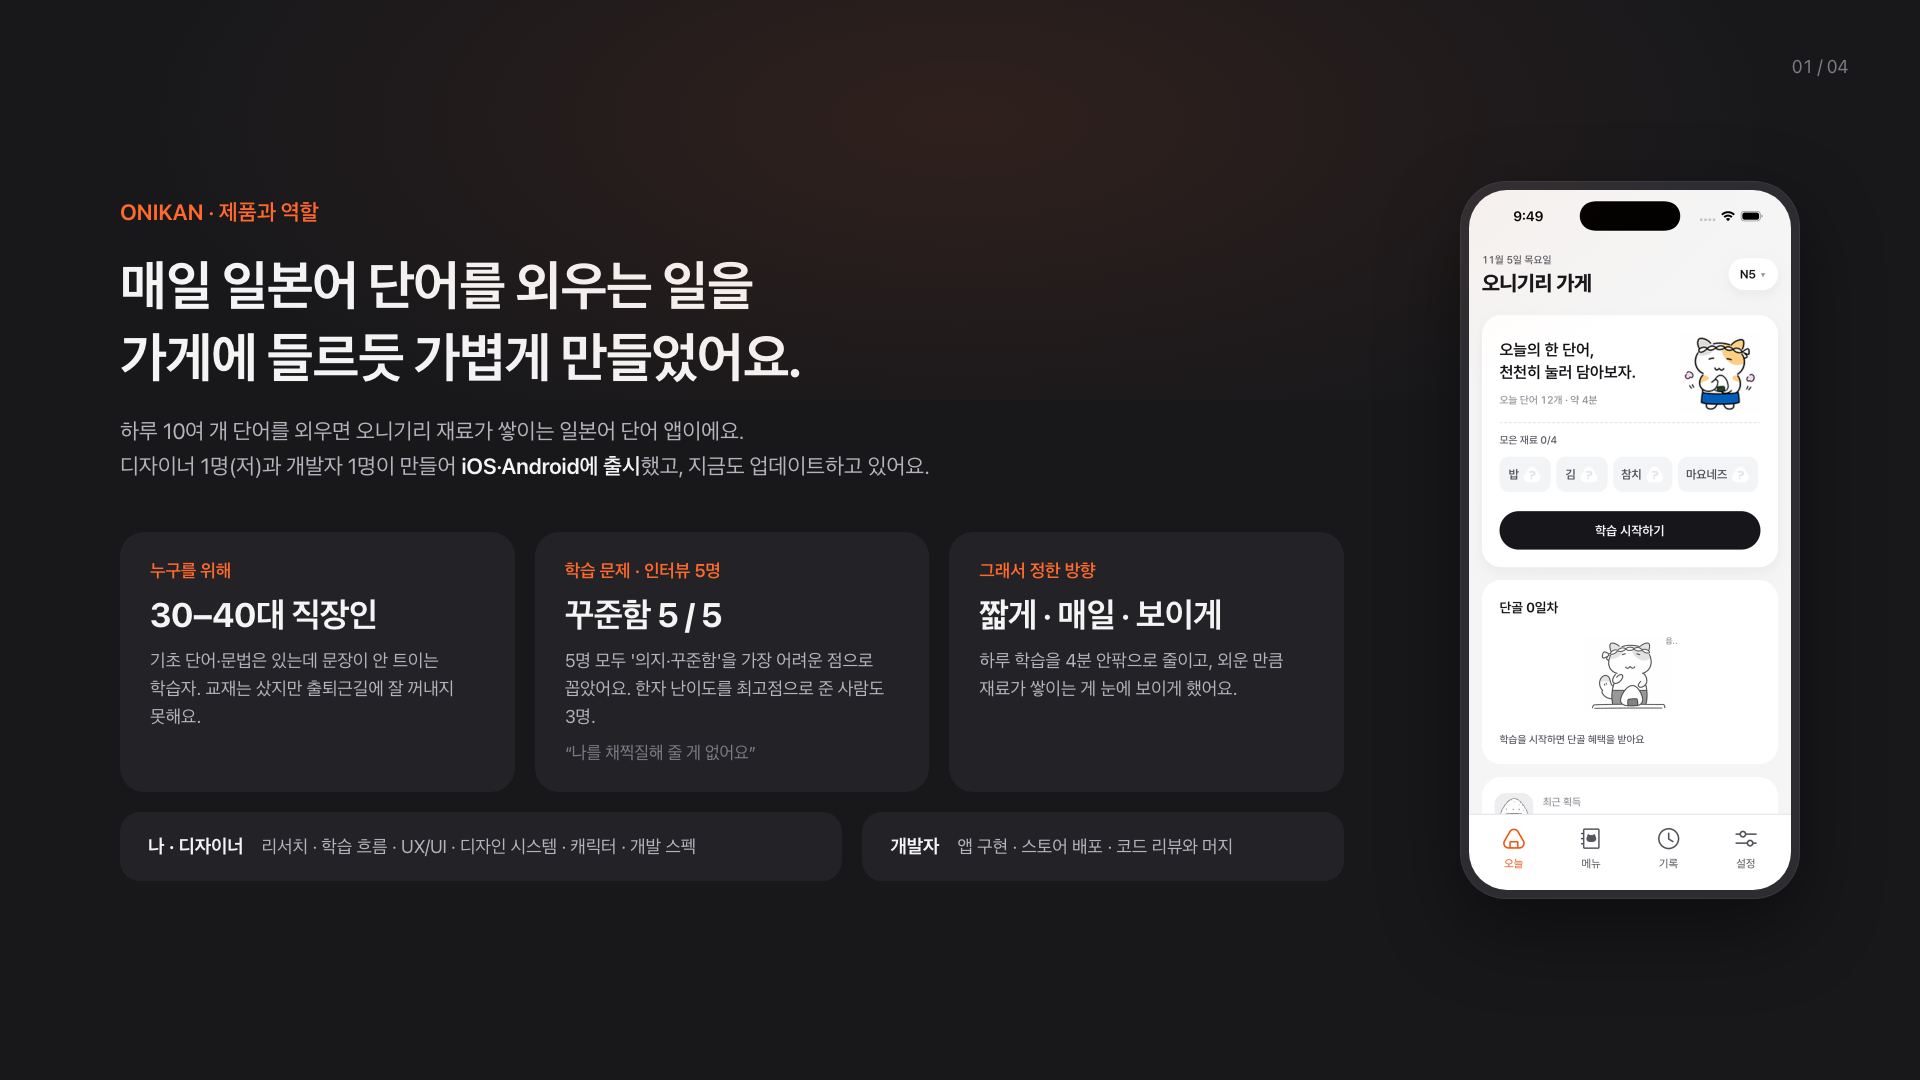 01 / 04
ONIKAN · 제품과 역할
매일 일본어 단어를 외우는 일을
가게에 들르듯 가볍게 만들었어요.
하루 10여 개 단어를 외우면 오니기리 재료가 쌓이는 일본어 단어 앱이에요.
디자이너 1명(저)과 개발자 1명이 만들어 iOS·Android에 출시했고, 지금도 업데이트하고 있어요.
누구를 위해
30–40대 직장인
기초 단어·문법은 있는데 문장이 안 트이는
학습자. 교재는 샀지만 출퇴근길에 잘 꺼내지
못해요.
학습 문제 · 인터뷰 5명
꾸준함 5 / 5
5명 모두 '의지·꾸준함'을 가장 어려운 점으로
꼽았어요. 한자 난이도를 최고점으로 준 사람도
3명.
“나를 채찍질해 줄 게 없어요”
그래서 정한 방향
짧게 · 매일 · 보이게
하루 학습을 4분 안팎으로 줄이고, 외운 만큼
재료가 쌓이는 게 눈에 보이게 했어요.
나 · 디자이너 리서치 · 학습 흐름 · UX/UI · 디자인 시스템 · 캐릭터 · 개발 스펙
개발자 앱 구현 · 스토어 배포 · 코드 리뷰와 머지
9:49
11월 5일 목요일
오니기리 가게
N5
오늘의 한 단어,
천천히 눌러 담아보자.
오늘 단어 12개 · 약 4분
모은 재료 0/4
밥 ? 김 ? 참치 ? 마요네즈 ?
학습 시작하기
단골 0일차
음..
학습을 시작하면 단골 혜택을 받아요
최근 획득
오늘 메뉴 기록 설정